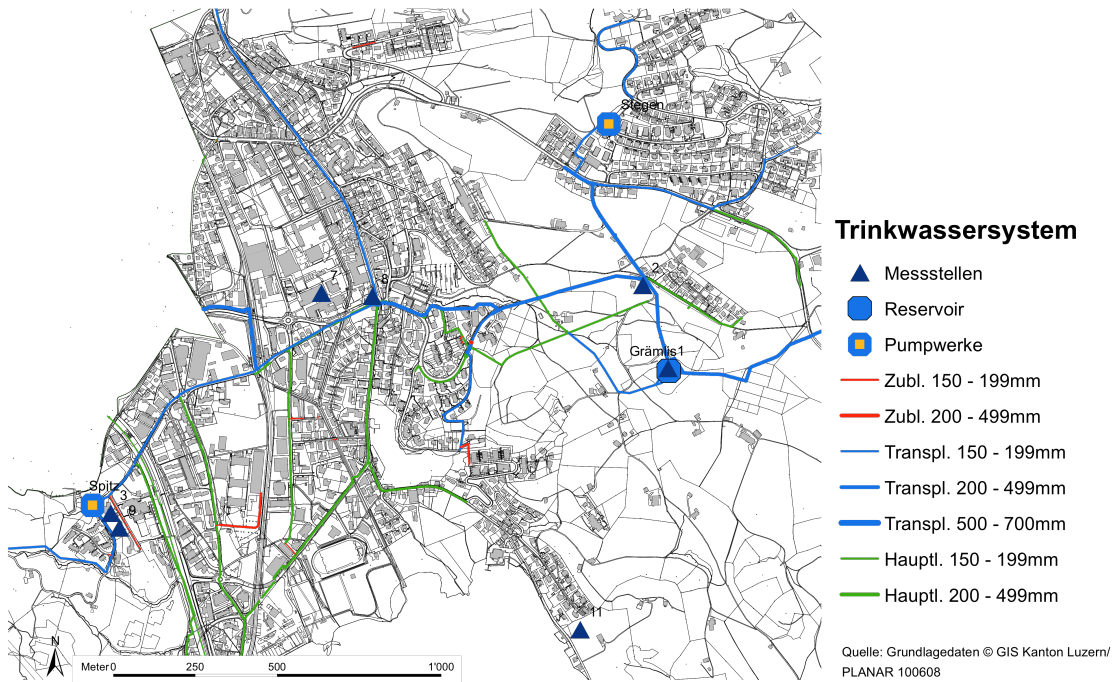 Stegen
7
8
2
Grämlis1
Spitz
3
9
11
N
Meter 0 250 500 1'000
Trinkwassersystem
Messstellen
Reservoir
Pumpwerke
Zubl. 150 - 199mm
Zubl. 200 - 499mm
Transpl. 150 - 199mm
Transpl. 200 - 499mm
Transpl. 500 - 700mm
Hauptl. 150 - 199mm
Hauptl. 200 - 499mm
Quelle: Grundlagedaten © GIS Kanton Luzern/
PLANAR 100608